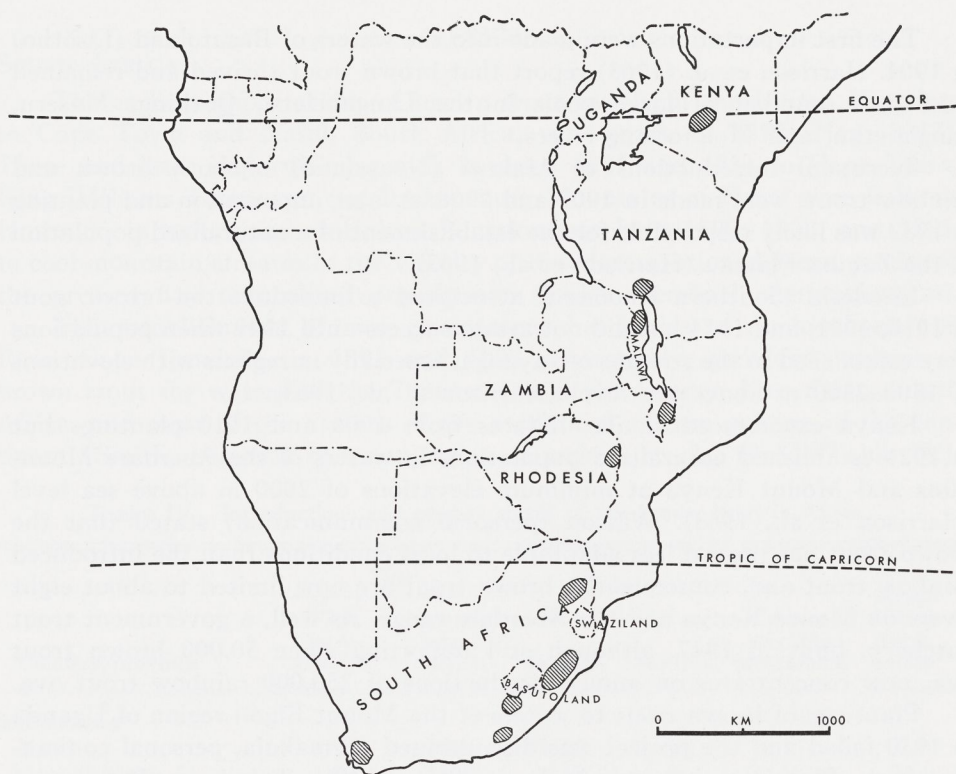 UGANDA
KENYA
EQUATOR
TANZANIA
MALAWI
ZAMBIA
RHODESIA
TROPIC OF CAPRICORN
SOUTH AFRICA
SWAZILAND
BASUTOLAND
0 KM 1000